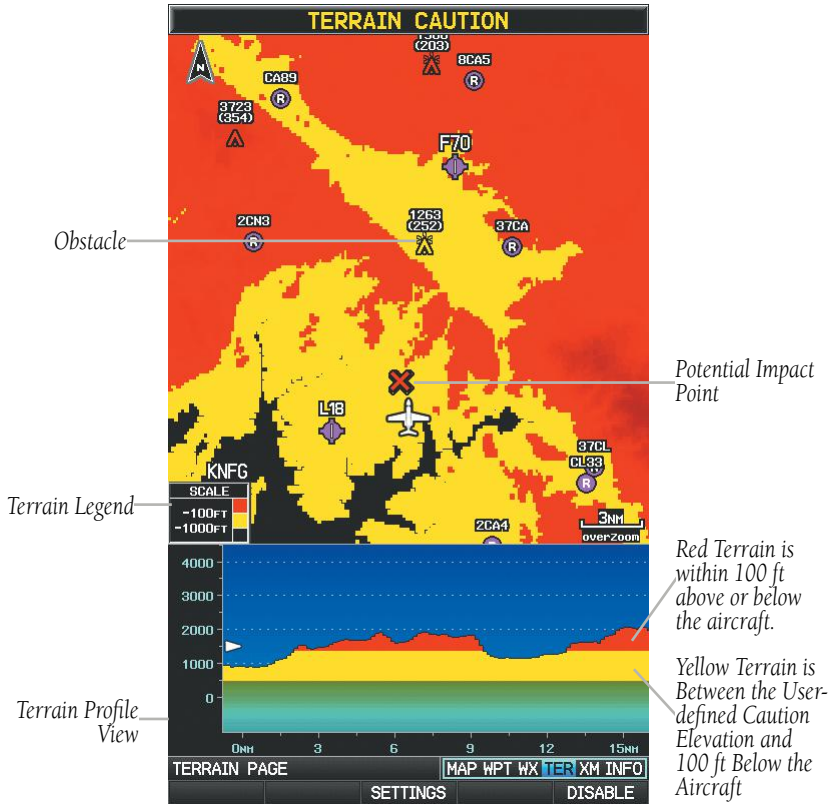 TERRAIN CAUTION
(203)
8CA5
N
CA89
R
R
3723
(354)
F70
2CN3
R
1263
(252)
37CA
R
Obstacle
Potential Impact
Point
L18
37CL
CL33
R
KNFG
SCALE
-100FT
-1000FT
Terrain Legend
2CA4
3NM
overZoom
4000
3000
2000
1000
0
0NM
3
6
9
12
15NM
Red Terrain is
within 100 ft
above or below
the aircraft.
Yellow Terrain is
Between the User-
defined Caution
Elevation and
100 ft Below the
Aircraft
Terrain Profile
View
TERRAIN PAGE
MAP WPT WX TER XM INFO
SETTINGS
DISABLE